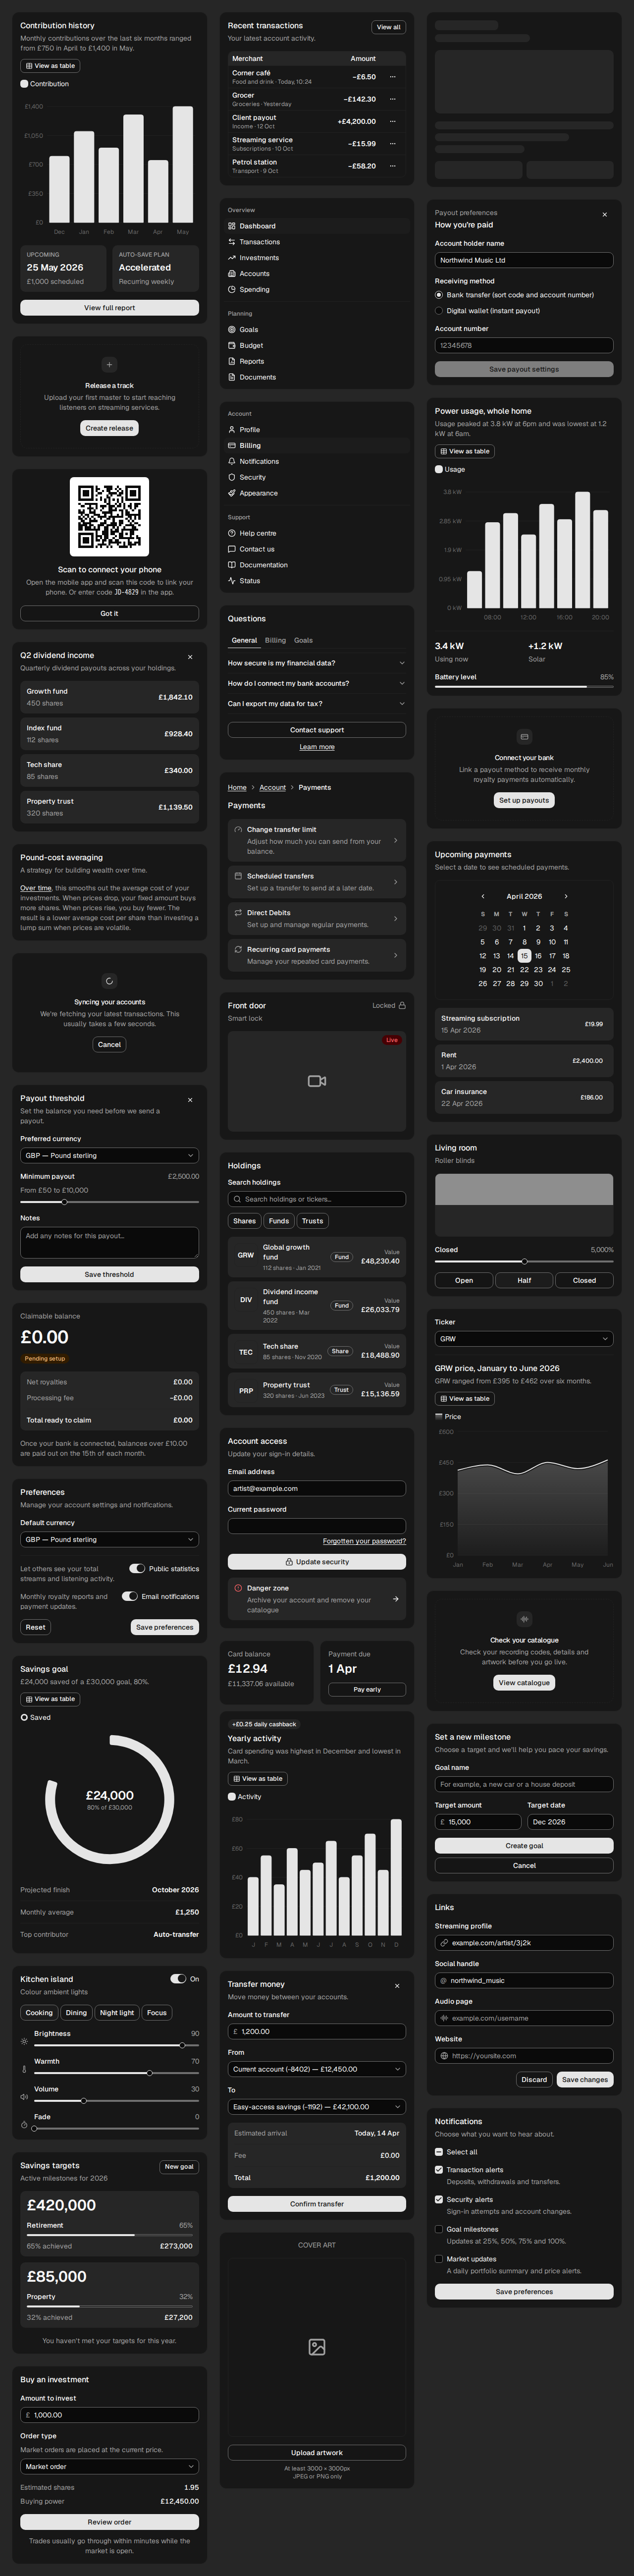 Contribution history
Monthly contributions over the last six months ranged
from £750 in April to £1,400 in May.
View as table
Contribution
£1,400
£1,050
£700
£350
£0
Dec Jan Feb Mar Apr May
UPCOMING
25 May 2026
£1,000 scheduled
AUTO-SAVE PLAN
Accelerated
Recurring weekly
View full report
Release a track
Upload your first master to start reaching
listeners on streaming services.
Create release
Scan to connect your phone
Open the mobile app and scan this code to link your
phone. Or enter code JD-4829 in the app.
Got it
Q2 dividend income
Quarterly dividend payouts across your holdings.
Growth fund
450 shares
£1,842.10
Index fund
112 shares
£928.40
Tech share
85 shares
£340.00
Property trust
320 shares
£1,139.50
Pound-cost averaging
A strategy for building wealth over time.
Over time, this smooths out the average cost of your
investments. When prices drop, your fixed amount buys
more shares. When prices rise, you buy fewer. The
result is a lower average cost per share than investing a
lump sum when prices are volatile.
Syncing your accounts
We're fetching your latest transactions. This
usually takes a few seconds.
Cancel
Payout threshold
Set the balance you need before we send a
payout.
Preferred currency
GBP — Pound sterling
Minimum payout £2,500.00
From £50 to £10,000
Notes
Add any notes for this payout...
Save threshold
Claimable balance
£0.00
Pending setup
Net royalties £0.00
Processing fee -£0.00
Total ready to claim £0.00
Once your bank is connected, balances over £10.00
are paid out on the 15th of each month.
Preferences
Manage your account settings and notifications.
Default currency
GBP — Pound sterling
Let others see your total
streams and listening activity.
Public statistics
Monthly royalty reports and
payment updates.
Email notifications
Reset
Save preferences
Savings goal
£24,000 saved of a £30,000 goal, 80%.
View as table
Saved
£24,000
80% of £30,000
Projected finish October 2026
Monthly average £1,250
Top contributor Auto-transfer
Kitchen island
On
Colour ambient lights
Cooking Dining Night light Focus
Brightness 90
Warmth 70
Volume 30
Fade 0
Savings targets
New goal
Active milestones for 2026
£420,000
Retirement 65%
65% achieved £273,000
£85,000
Property 32%
32% achieved £27,200
You haven't met your targets for this year.
Buy an investment
Amount to invest
£ 1,000.00
Order type
Market orders are placed at the current price.
Market order
Estimated shares 1.95
Buying power £12,450.00
Review order
Trades usually go through within minutes while the
market is open.
Recent transactions
View all
Your latest account activity.
Merchant Amount
Corner café
Food and drink · Today, 10:24
-£6.50
Grocer
Groceries · Yesterday
-£142.30
Client payout
Income · 12 Oct
+£4,200.00
Streaming service
Subscriptions · 10 Oct
-£15.99
Petrol station
Transport · 9 Oct
-£58.20
Overview
Dashboard
Transactions
Investments
Accounts
Spending
Planning
Goals
Budget
Reports
Documents
Account
Profile
Billing
Notifications
Security
Appearance
Support
Help centre
Contact us
Documentation
Status
Questions
General Billing Goals
How secure is my financial data?
How do I connect my bank accounts?
Can I export my data for tax?
Contact support
Learn more
Home > Account > Payments
Payments
Change transfer limit
Adjust how much you can send from your
balance.
Scheduled transfers
Set up a transfer to send at a later date.
Direct Debits
Set up and manage regular payments.
Recurring card payments
Manage your repeated card payments.
Front door
Locked
Smart lock
Live
Holdings
Search holdings
Search holdings or tickers...
Shares Funds Trusts
GRW
Global growth
fund
112 shares · Jan 2021
Fund
Value
£48,230.40
DIV
Dividend income
fund
450 shares · Mar
2022
Fund
Value
£26,033.79
TEC
Tech share
85 shares · Nov 2020
Share
Value
£18,488.90
PRP
Property trust
320 shares · Jun 2023
Trust
Value
£15,136.59
Account access
Update your sign-in details.
Email address
artist@example.com
Current password
Forgotten your password?
Update security
Danger zone
Archive your account and remove your
catalogue
Card balance
£12.94
£11,337.06 available
Payment due
1 Apr
Pay early
+£0.25 daily cashback
Yearly activity
Card spending was highest in December and lowest in
March.
View as table
Activity
£80
£60
£40
£20
£0
J F M A M J J A S O N D
Transfer money
Move money between your accounts.
Amount to transfer
£ 1,200.00
From
Current account (·8402) — £12,450.00
To
Easy-access savings (·1192) — £42,100.00
Estimated arrival Today, 14 Apr
Fee £0.00
Total £1,200.00
Confirm transfer
COVER ART
Upload artwork
At least 3000 × 3000px
JPEG or PNG only
Payout preferences
How you're paid
Account holder name
Northwind Music Ltd
Receiving method
Bank transfer (sort code and account number)
Digital wallet (instant payout)
Account number
12345678
Save payout settings
Power usage, whole home
Usage peaked at 3.8 kW at 6pm and was lowest at 1.2
kW at 6am.
View as table
Usage
3.8 kW
2.85 kW
1.9 kW
0.95 kW
0 kW
08:00 12:00 16:00 20:00
3.4 kW
Using now
+1.2 kW
Solar
Battery level 85%
Connect your bank
Link a payout method to receive monthly
royalty payments automatically.
Set up payouts
Upcoming payments
Select a date to see scheduled payments.
April 2026
S M T W T F S
29 30 31 1 2 3 4
5 6 7 8 9 10 11
12 13 14 15 16 17 18
19 20 21 22 23 24 25
26 27 28 29 30 1 2
Streaming subscription
15 Apr 2026
£19.99
Rent
1 Apr 2026
£2,400.00
Car insurance
22 Apr 2026
£186.00
Living room
Roller blinds
Closed 5,000%
Open Half Closed
Ticker
GRW
GRW price, January to June 2026
GRW ranged from £395 to £462 over six months.
View as table
Price
£600
£450
£300
£150
£0
Jan Feb Mar Apr May Jun
Check your catalogue
Check your recording codes, details and
artwork before you go live.
View catalogue
Set a new milestone
Choose a target and we'll help you pace your savings.
Goal name
For example, a new car or a house deposit
Target amount Target date
£ 15,000 Dec 2026
Create goal
Cancel
Links
Streaming profile
example.com/artist/3j2k
Social handle
@ northwind_music
Audio page
example.com/username
Website
https://yoursite.com
Discard Save changes
Notifications
Choose what you want to hear about.
Select all
Transaction alerts
Deposits, withdrawals and transfers.
Security alerts
Sign-in attempts and account changes.
Goal milestones
Updates at 25%, 50%, 75% and 100%.
Market updates
A daily portfolio summary and price alerts.
Save preferences